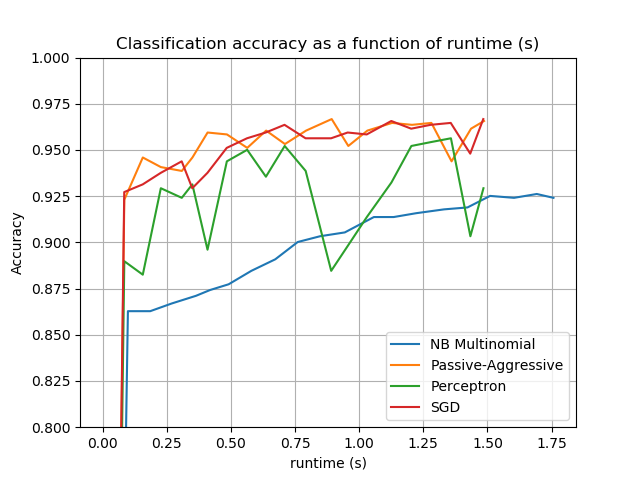 Classification accuracy as a function of runtime (s)
1.000
0.975
0.950
0.925
0.900
0.875
0.850
0.825
0.800
Accuracy
0.00 0.25 0.50 0.75 1.00 1.25 1.50 1.75
runtime (s)
NB Multinomial
Passive-Aggressive
Perceptron
SGD